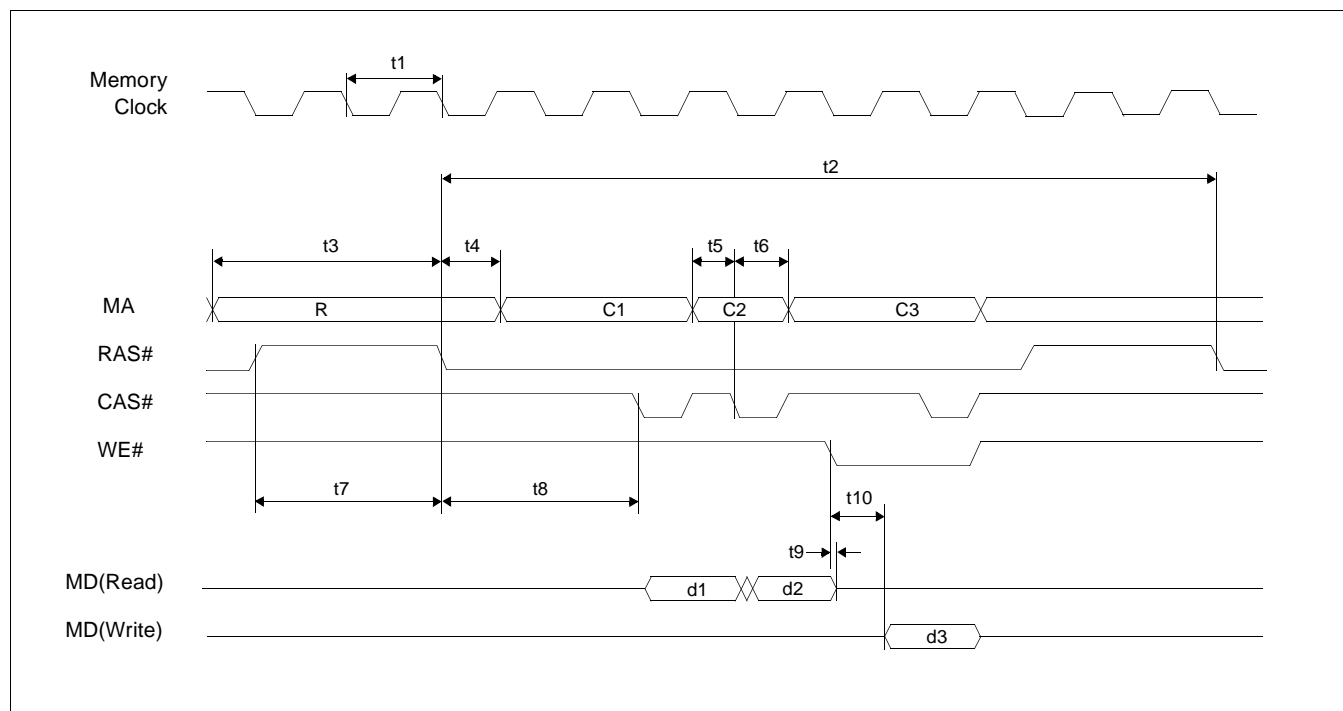 t1
Memory
Clock
t2
t3 t4 t5 t6
MA R C1 C2 C3
RAS#
CAS#
WE#
t7 t8
t10
t9
MD(Read) d1 d2
MD(Write) d3